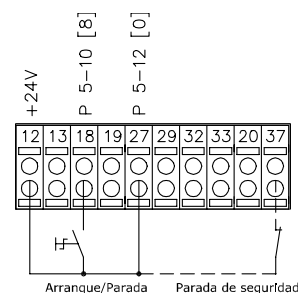 +24V
P 5-10 [8]
P 5-12 [0]
12 13 18 19 27 29 32 33 20 37
Arranque/Parada
Parada de seguridad